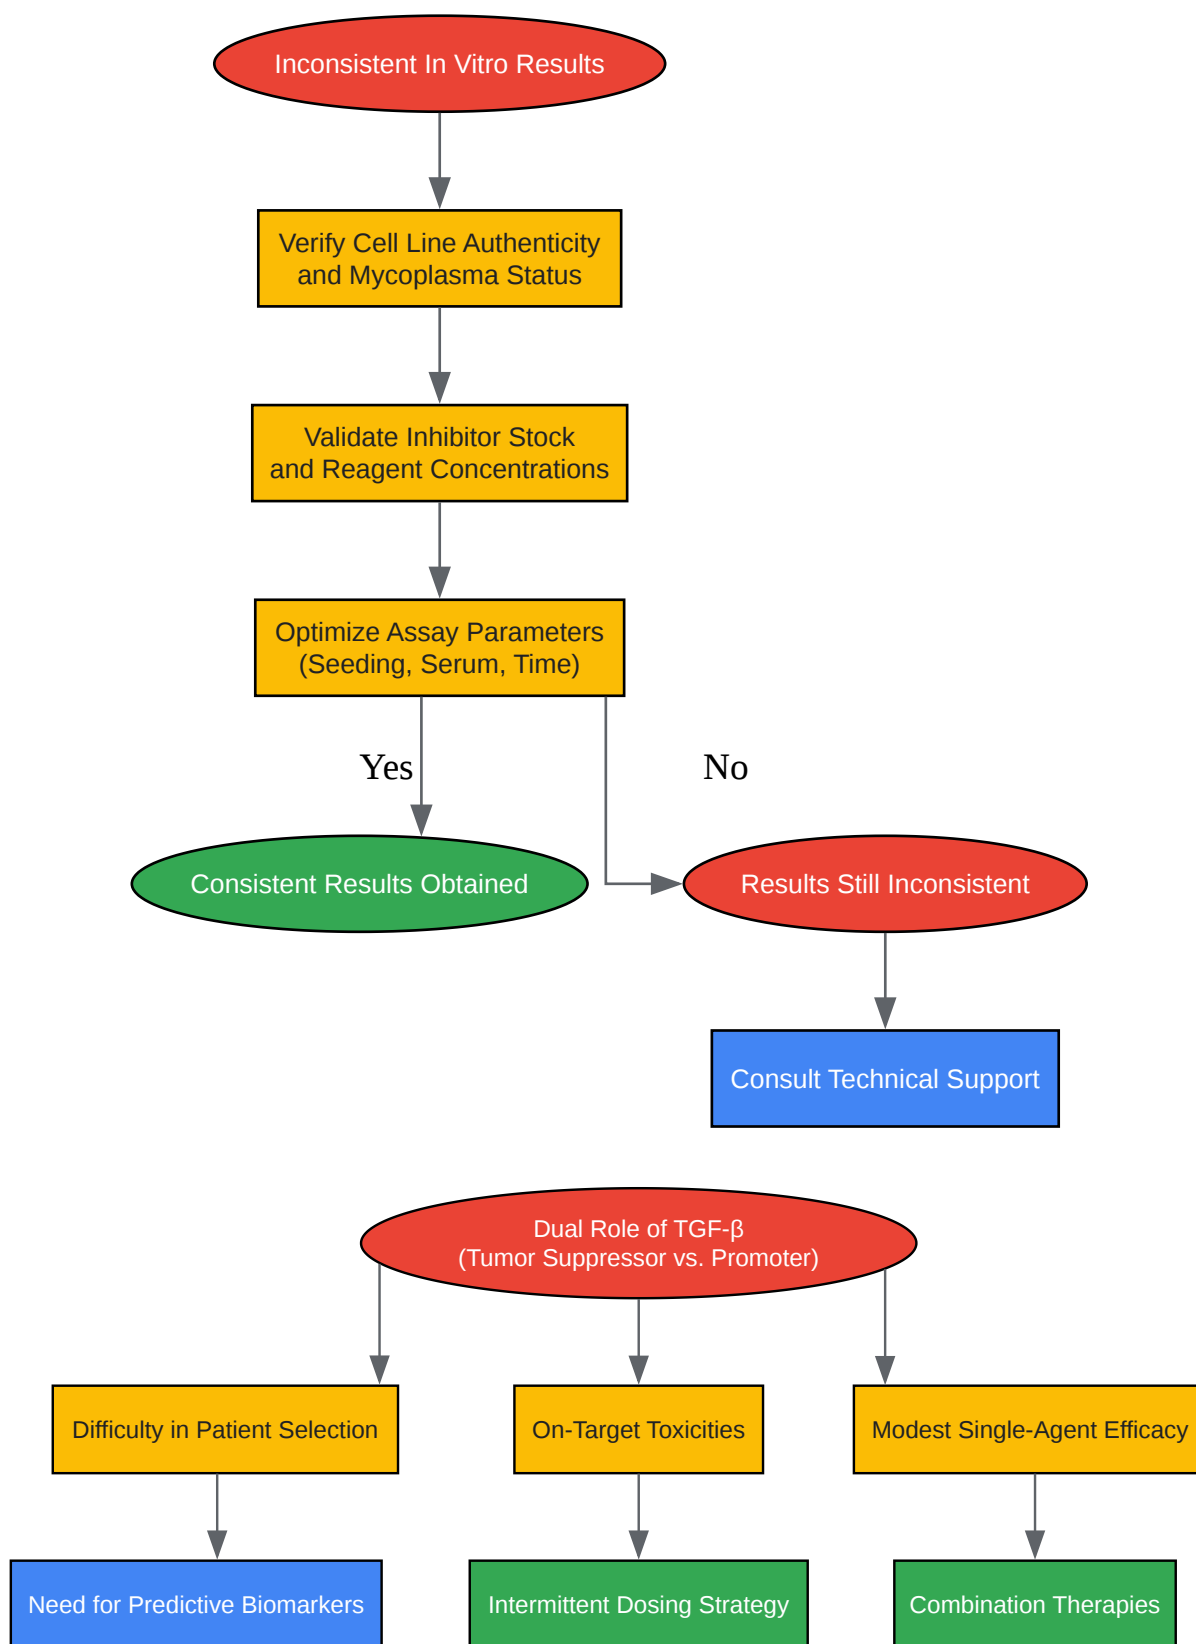 Inconsistent In Vitro Results
Verify Cell Line Authenticity
and Mycoplasma Status
Validate Inhibitor Stock
and Reagent Concentrations
Optimize Assay Parameters
(Seeding, Serum, Time)
Yes
No
Consistent Results Obtained
Results Still Inconsistent
Consult Technical Support
Dual Role of TGF-β
(Tumor Suppressor vs. Promoter)
Difficulty in Patient Selection
On-Target Toxicities
Modest Single-Agent Efficacy
Need for Predictive Biomarkers
Intermittent Dosing Strategy
Combination Therapies